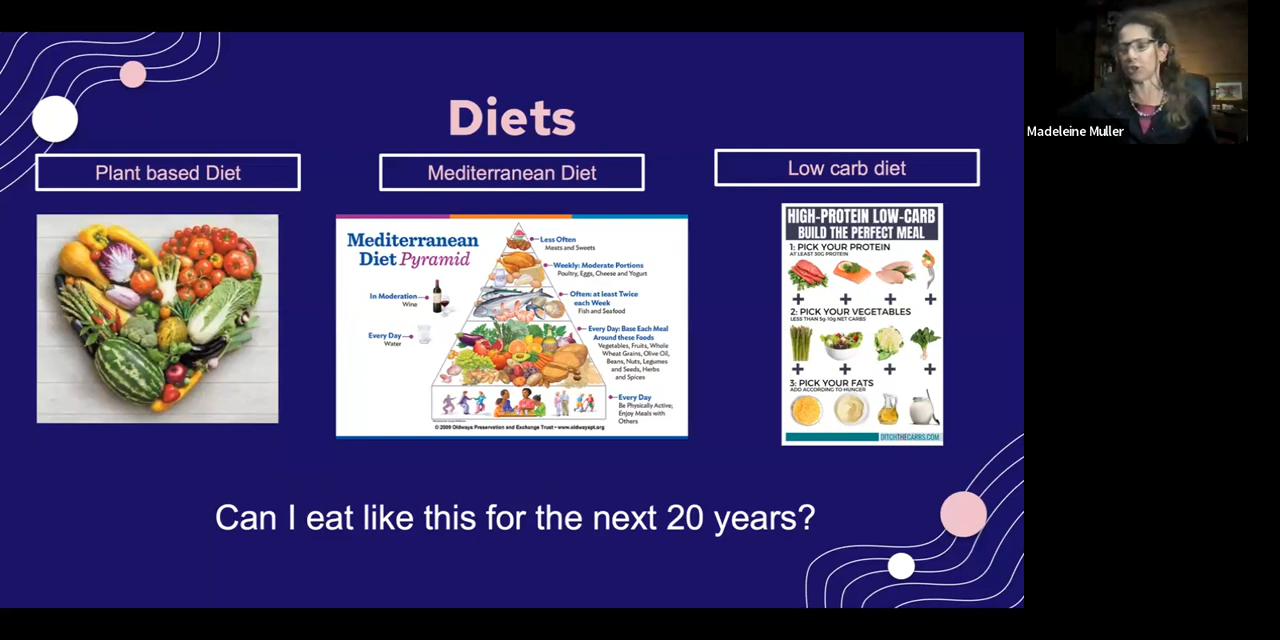 Diets
Plant based Diet
Mediterranean Diet
Low carb diet
Mediterranean
Diet Pyramid
Less Often
Meats and Sweets
Weekly: Moderate Portions
Poultry, Eggs, Cheese and Yogurt
In Moderation
Wine
Often: at least Twice
each Week
Fish and Seafood
Every Day
Water
Every Day: Base Each Meal
Around these Foods
Vegetables, Fruits, Whole
Wheat Grains, Olive Oil,
Beans, Nuts, Legumes
and Seeds, Herbs
and Spices
Every Day
Be Physically Active;
Enjoy Meals with
Others
© 2009 Oldways Preservation and Exchange Trust • www.oldwayspt.org
HIGH-PROTEIN LOW-CARB
BUILD THE PERFECT MEAL
1: PICK YOUR PROTEIN
AT LEAST 30G PROTEIN
2: PICK YOUR VEGETABLES
LESS THAN 5g-10g NET CARBS
3: PICK YOUR FATS
ADD ACCORDING TO HUNGER
DITCHTHECARBS.COM
Can I eat like this for the next 20 years?
Madeleine Muller